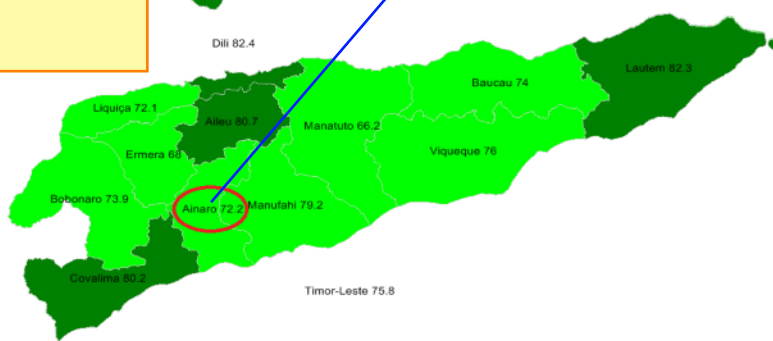 Dili 82.4
Lautem 82.3
Baucau 74
Liquiça 72.1
Aileu 80.7
Manatuto 66.2
Ermera 68
Viqueque 76
Bobonaro 73.9
Ainaro 72.2
Manufahi 79.2
Covalima 80.2
Timor-Leste 75.8